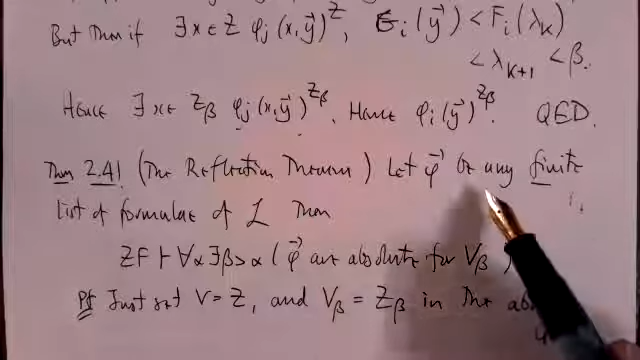 But then if ∃x∈Z φj(x,y⃗)^Z, Gi(y⃗) < Fi(λk)
< λk+1 < β.
Hence ∃x∈Zβ φj(x,y⃗)^Zβ. Hence φi(y⃗)^Zβ. QED.
Thm 2.41 (The Reflection Theorem) Let φ⃗ be any finite
list of formulae of L Then
ZF ⊢ ∀α ∃β>α (φ⃗ are absolute for Vβ)
Pf Just set V = Z, and Vβ = Zβ in the